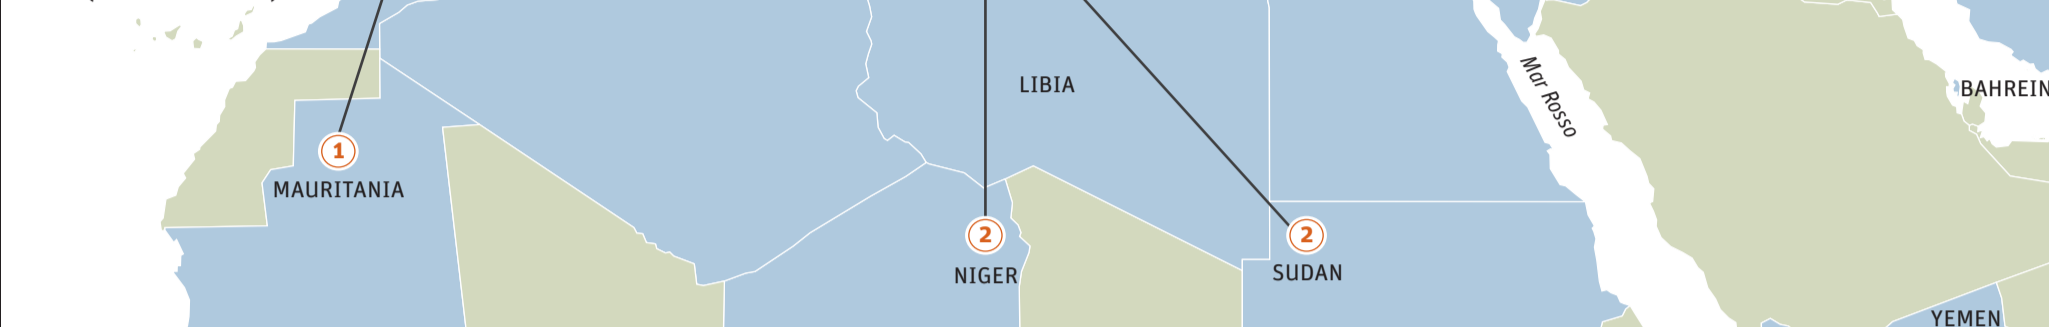 LIBIA
Mar Rosso
BAHREIN
1
MAURITANIA
2
2
NIGER
SUDAN
YEMEN